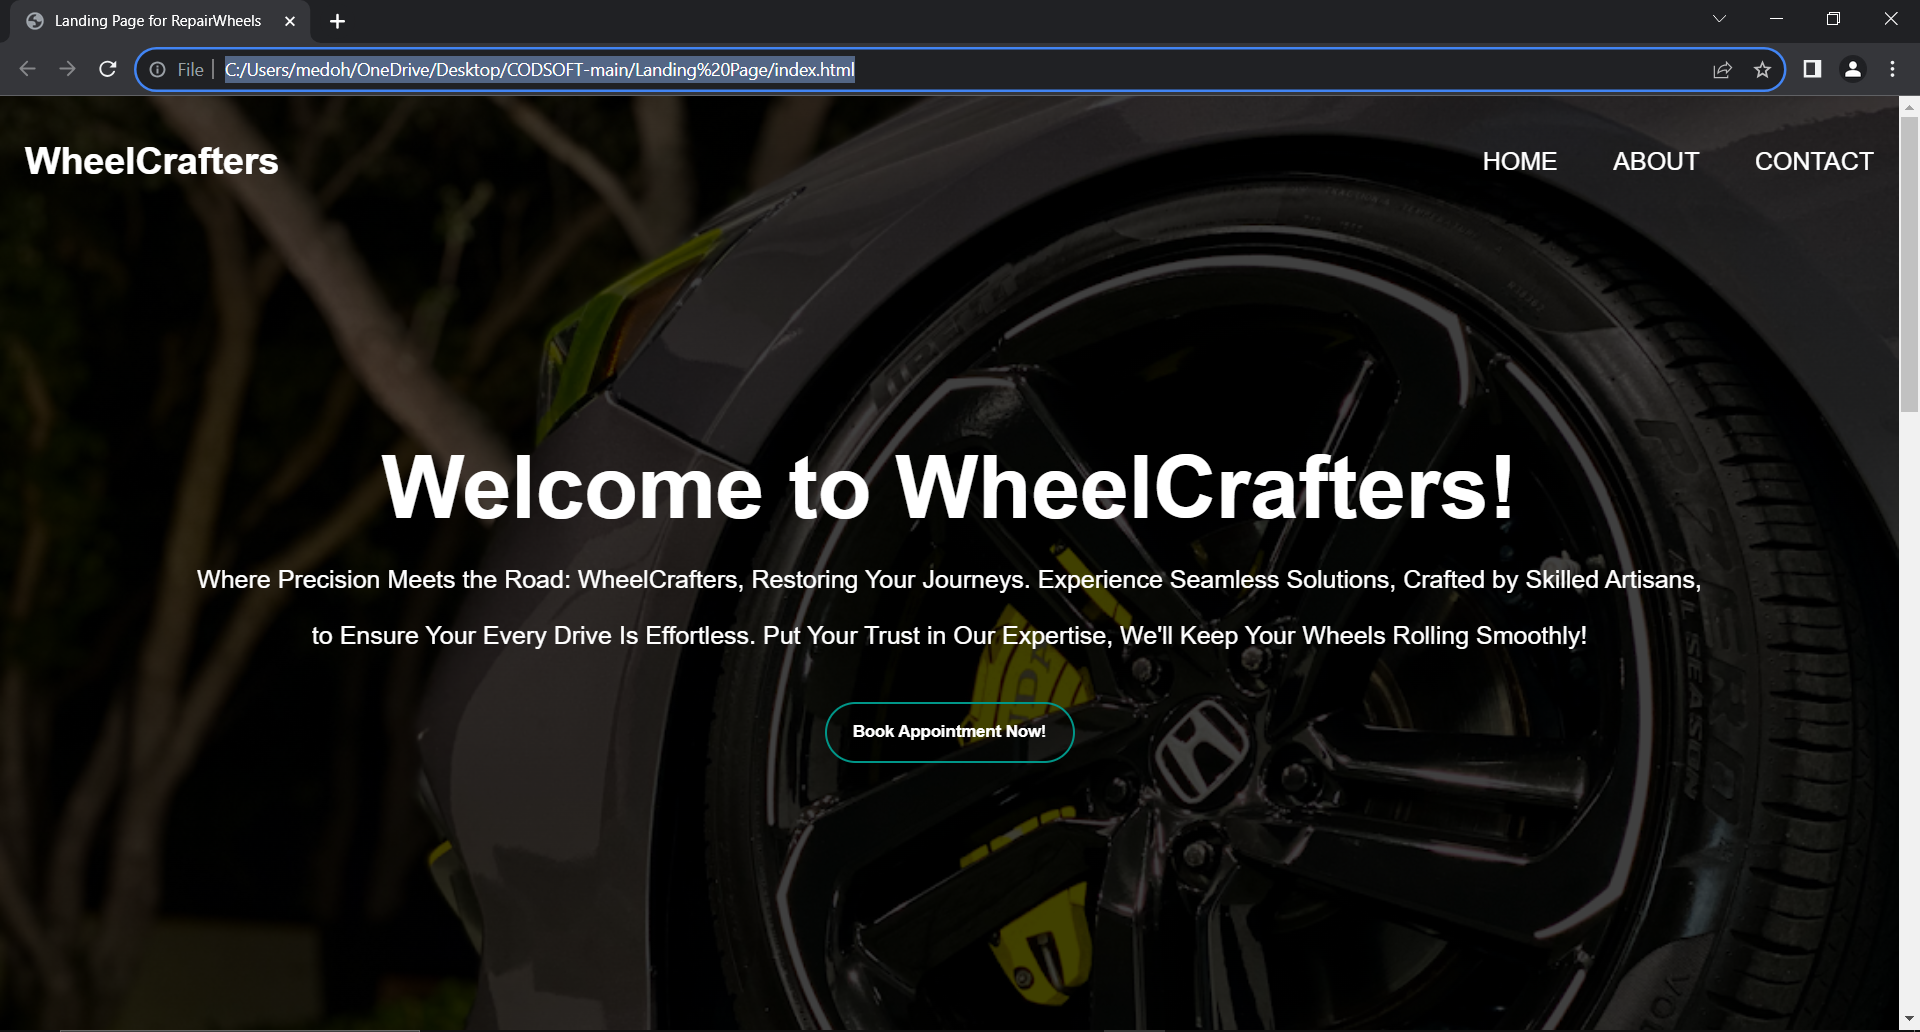 Landing Page for RepairWheels
File
C:/Users/medoh/OneDrive/Desktop/CODSOFT-main/Landing%20Page/index.html
WheelCrafters
HOME ABOUT CONTACT
Welcome to WheelCrafters!
Where Precision Meets the Road: WheelCrafters, Restoring Your Journeys. Experience Seamless Solutions, Crafted by Skilled Artisans,
to Ensure Your Every Drive Is Effortless. Put Your Trust in Our Expertise, We'll Keep Your Wheels Rolling Smoothly!
Book Appointment Now!